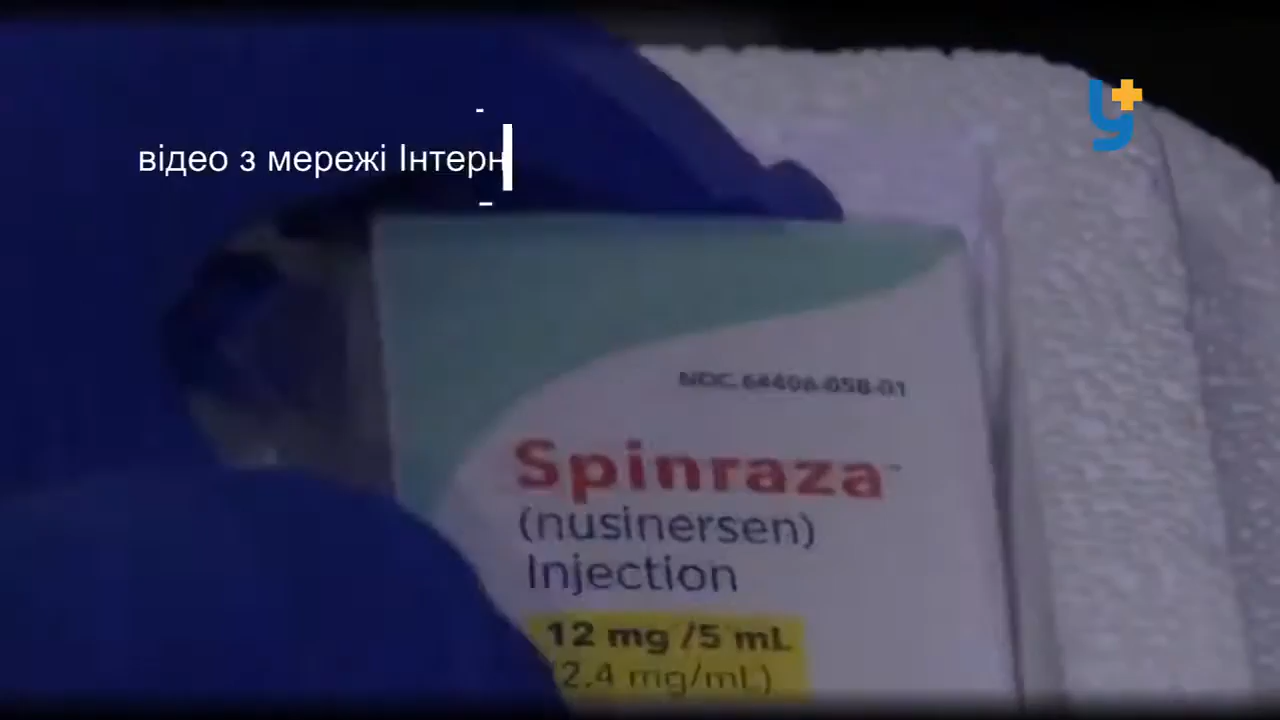 відео з мережі Інтерн
NDC 64406-058-01
Spinraza
(nusinersen)
Injection
12 mg /5 mL
(2.4 mg/mL)